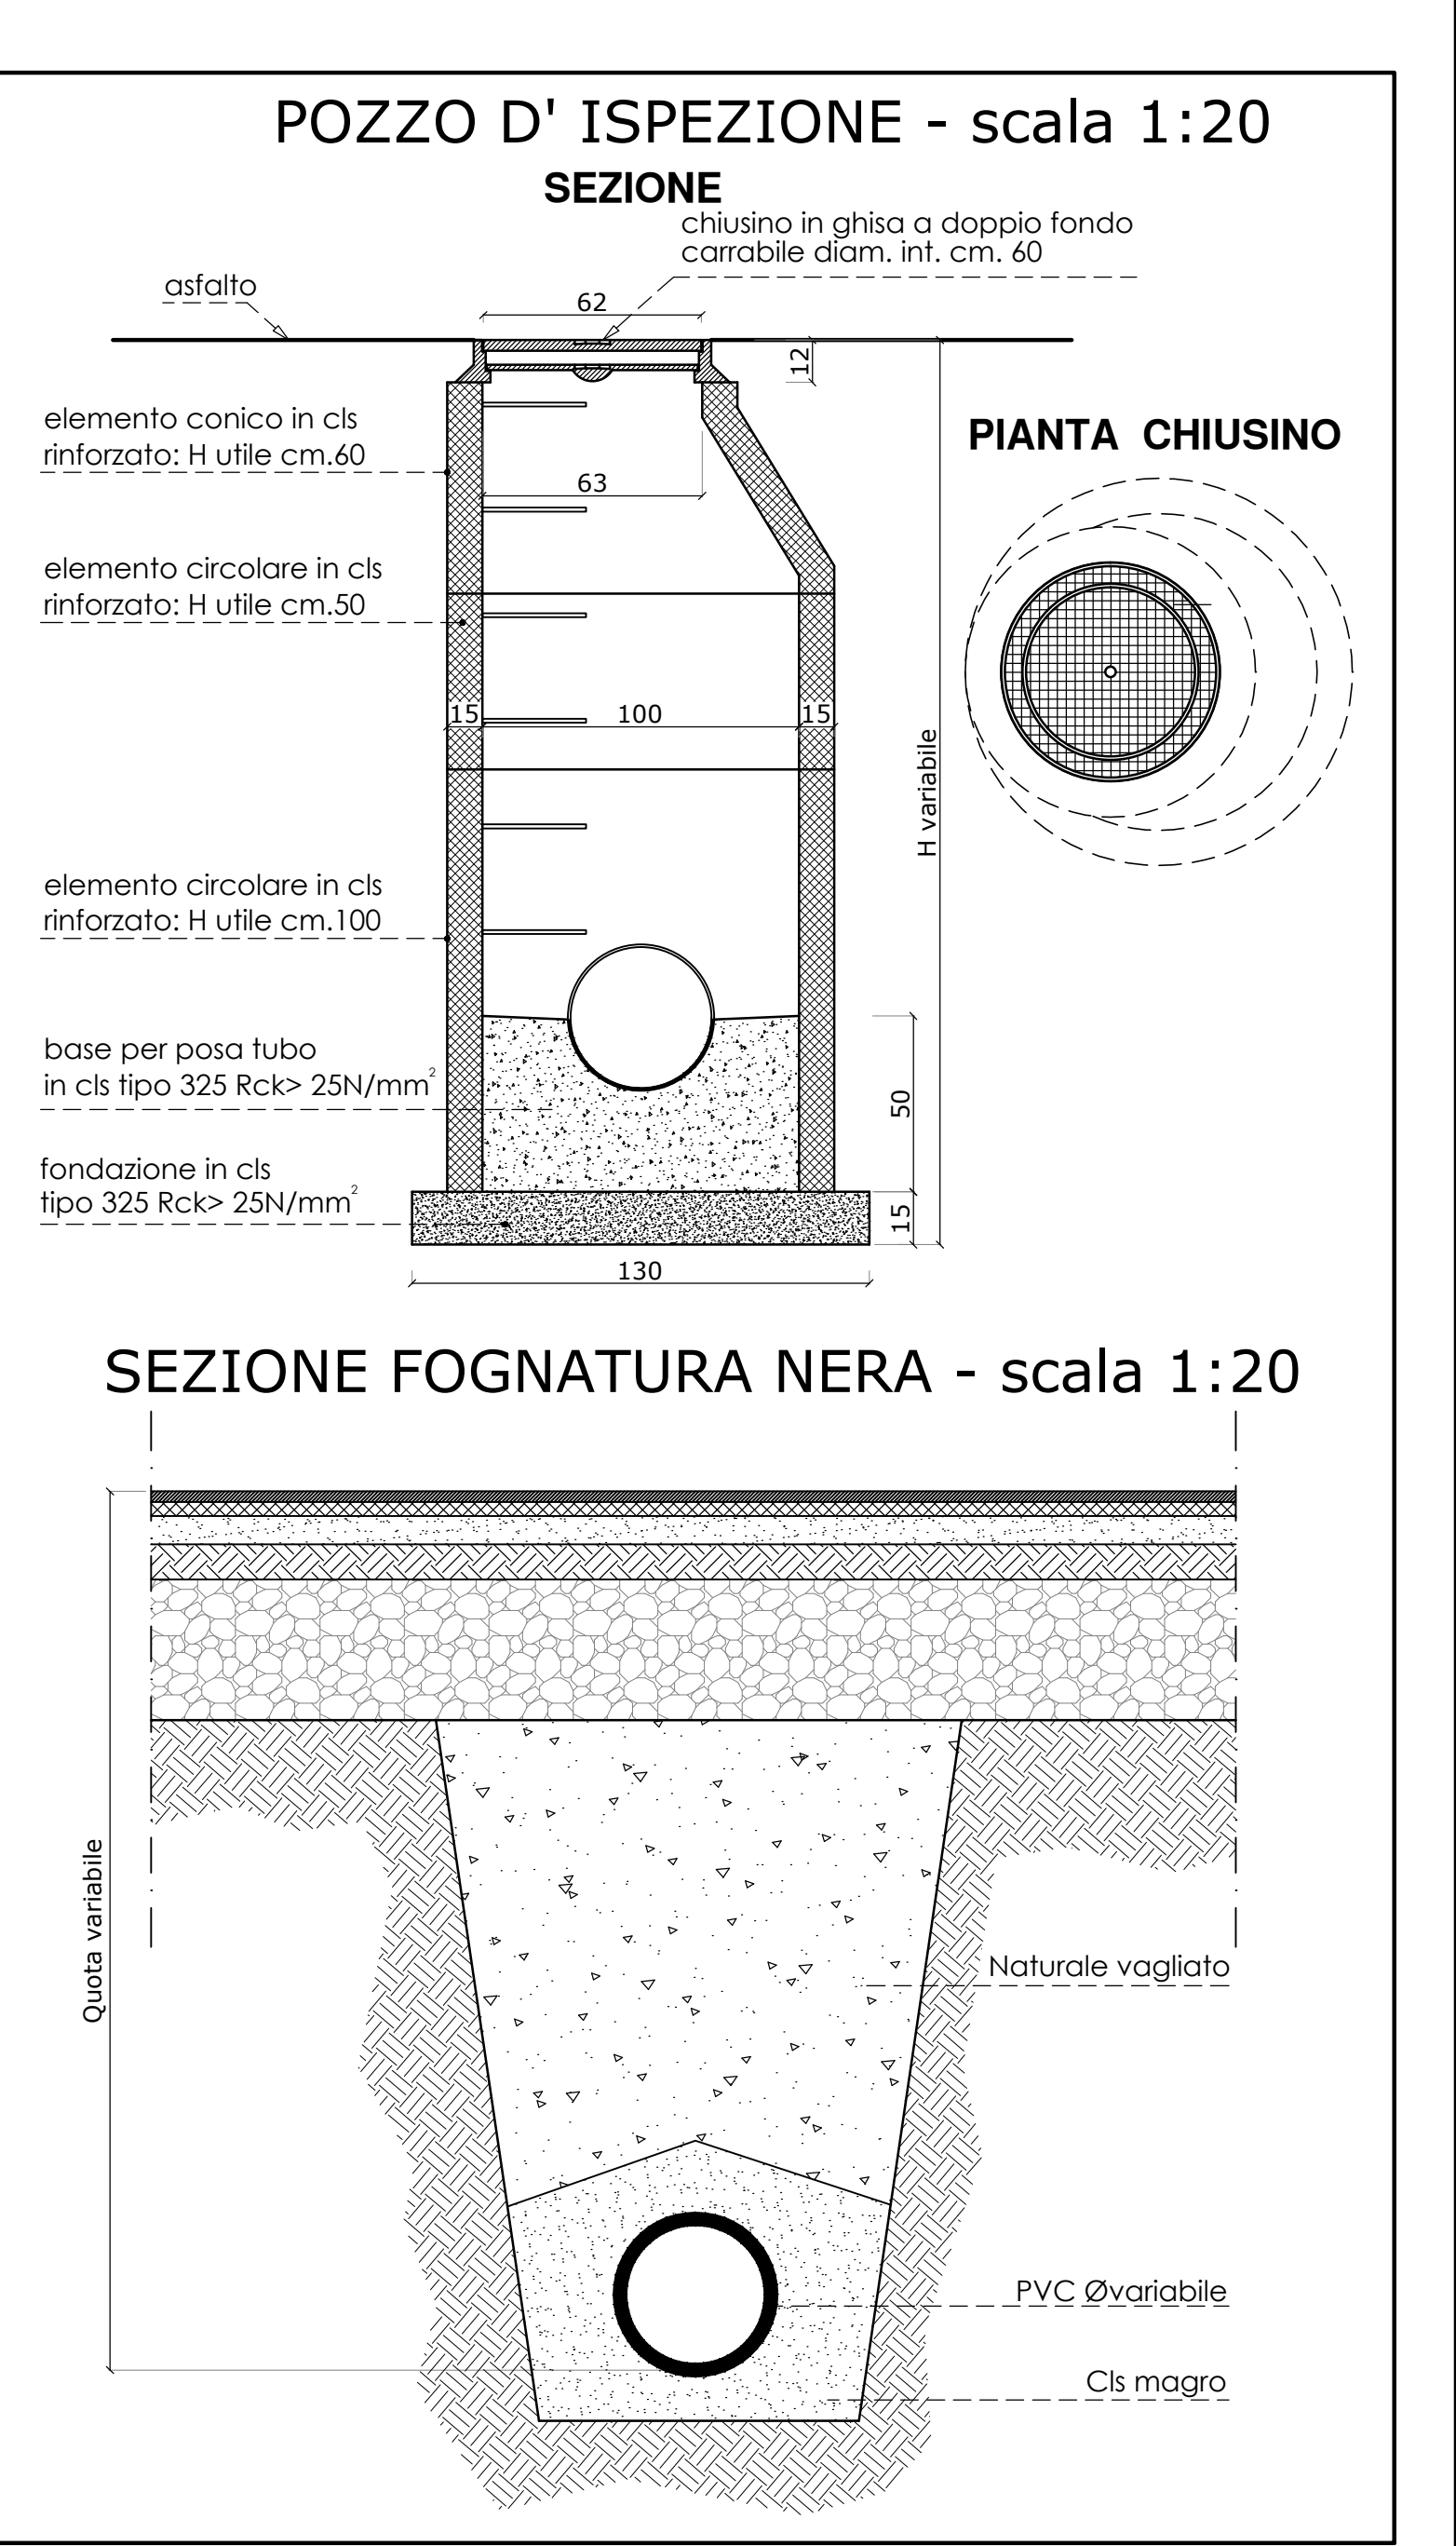 POZZO D' ISPEZIONE - scala 1:20
SEZIONE
chiusino in ghisa a doppio fondo
carrabile diam. int. cm. 60
asfalto
62
12
elemento conico in cls
rinforzato: H utile cm.60
PIANTA CHIUSINO
63
elemento circolare in cls
rinforzato: H utile cm.50
15
100
15
H variabile
elemento circolare in cls
rinforzato: H utile cm.100
base per posa tubo
in cls tipo 325 Rck> 25N/mm²
50
fondazione in cls
tipo 325 Rck> 25N/mm²
15
130
SEZIONE FOGNATURA NERA - scala 1:20
Quota variabile
Naturale vagliato
PVC Øvariabile
Cls magro